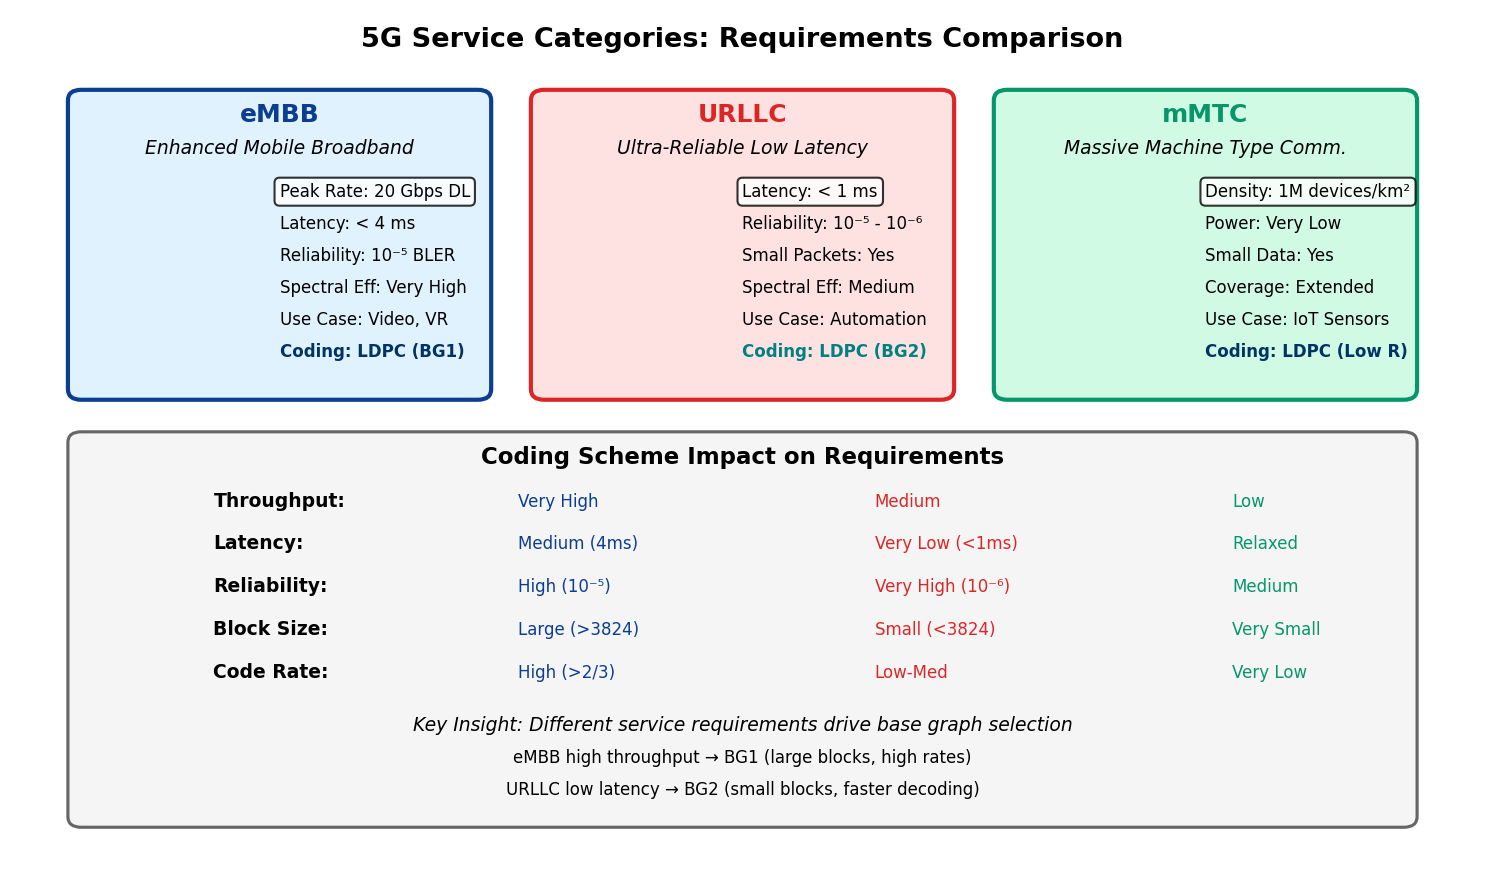 5G Service Categories: Requirements Comparison
eMBB
Enhanced Mobile Broadband
Peak Rate: 20 Gbps DL
Latency: < 4 ms
Reliability: 10⁻⁵ BLER
Spectral Eff: Very High
Use Case: Video, VR
Coding: LDPC (BG1)
URLLC
Ultra-Reliable Low Latency
Latency: < 1 ms
Reliability: 10⁻⁵ - 10⁻⁶
Small Packets: Yes
Spectral Eff: Medium
Use Case: Automation
Coding: LDPC (BG2)
mMTC
Massive Machine Type Comm.
Density: 1M devices/km²
Power: Very Low
Small Data: Yes
Coverage: Extended
Use Case: IoT Sensors
Coding: LDPC (Low R)
Coding Scheme Impact on Requirements
Throughput: Very High Medium Low
Latency: Medium (4ms) Very Low (<1ms) Relaxed
Reliability: High (10⁻⁵) Very High (10⁻⁶) Medium
Block Size: Large (>3824) Small (<3824) Very Small
Code Rate: High (>2/3) Low-Med Very Low
Key Insight: Different service requirements drive base graph selection
eMBB high throughput → BG1 (large blocks, high rates)
URLLC low latency → BG2 (small blocks, faster decoding)